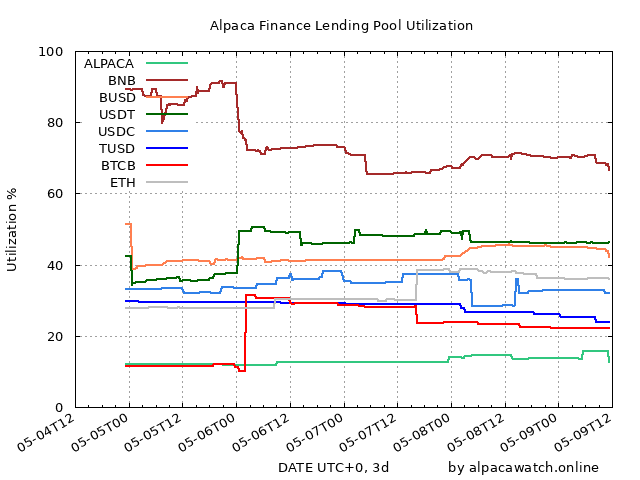 Alpaca Finance Lending Pool Utilization
Utilization %
100
80
60
40
20
0
ALPACA
BNB
BUSD
USDT
USDC
TUSD
BTCB
ETH
05-04T12
05-05T00
05-05T12
05-06T00
05-06T12
05-07T00
05-07T12
05-08T00
05-08T12
05-09T00
05-09T12
DATE UTC+0, 3d
by alpacawatch.online